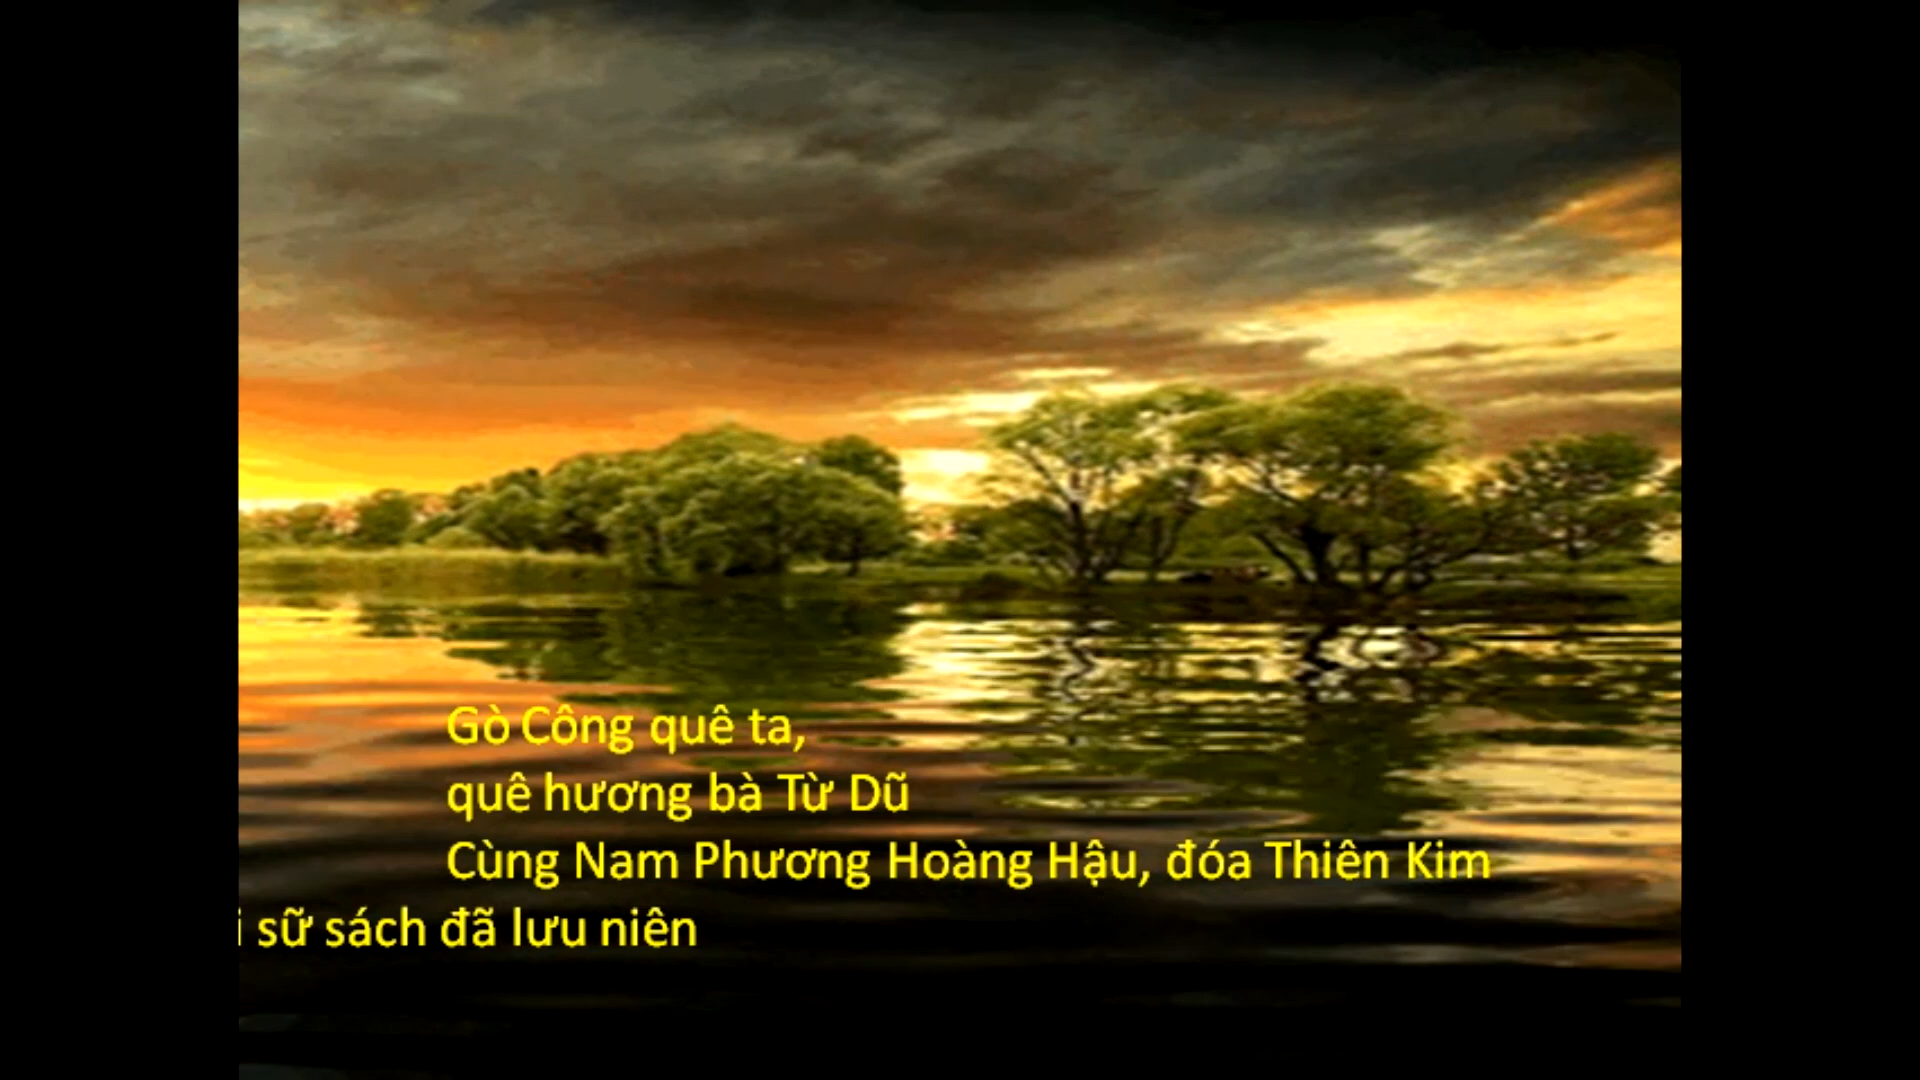 Gò Công quê ta,
quê hương bà Từ Dũ
Cùng Nam Phương Hoàng Hậu, đóa Thiên Kim
sữ sách đã lưu niên